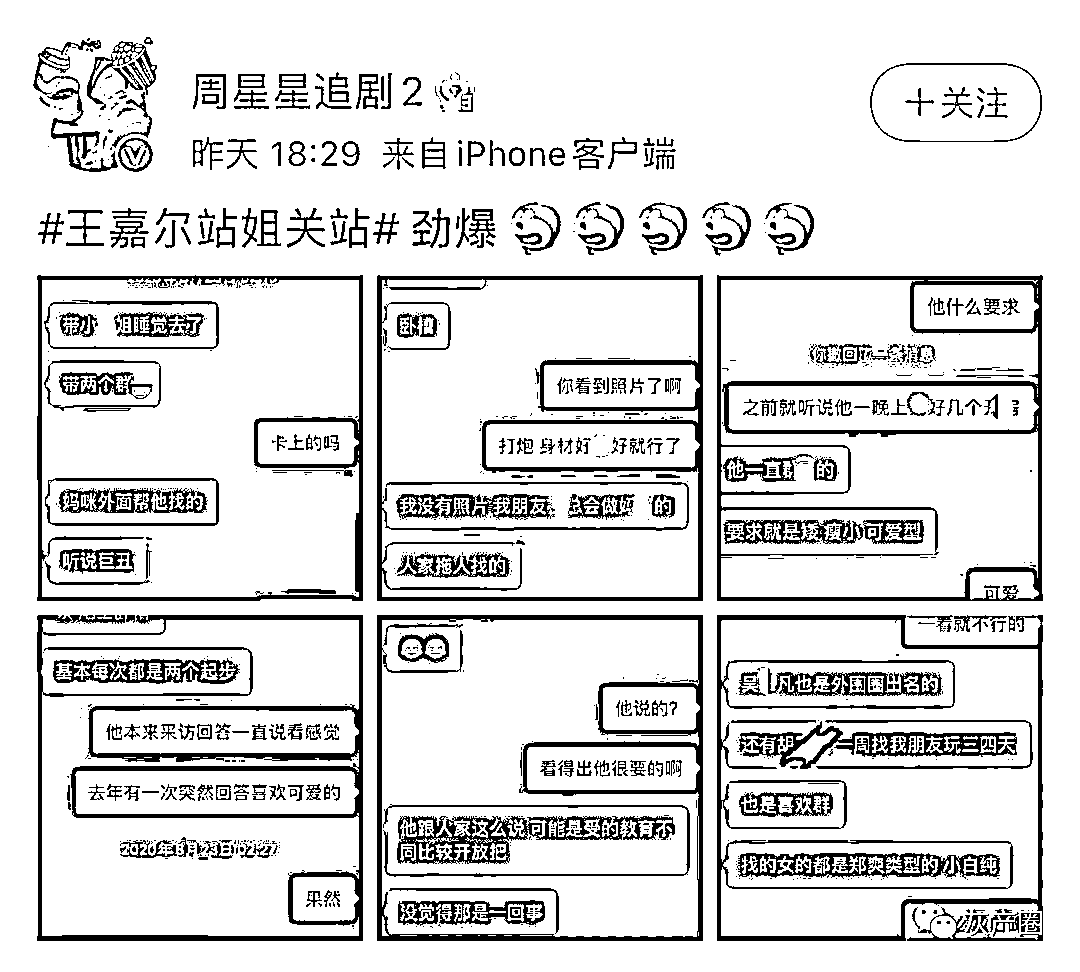 周星星追剧2
+关注
昨天 18:29 来自 iPhone客户端
#王嘉尔站姐关站# 劲爆
带小 姐睡觉去了
带两个群
卡上的吗
妈咪外面帮他找的
听说巨丑
卧槽
你看到照片了啊
打炮 身材好 好就行了
我没有照片 我朋友 总会做 的
人家拖人找的
他什么要求
你撤回了一条消息
之前就听说他一晚上 好几个
他一直 的
要求就是矮 瘦小 可爱型
可爱
基本每次都是两个起步
他本来采访回答一直说看感觉
去年有一次突然回答喜欢可爱的
2020年6月23日 02:27
果然
他说的?
看得出他很要的啊
他跟人家这么说 可能是受的教育不
同比较开放把
没觉得那是一回事
一看就不行的
吴 凡也是外围圈出名的
还有胡 一周找我朋友玩三四天
也是喜欢群
找的女的都是郑爽类型的 小白纯